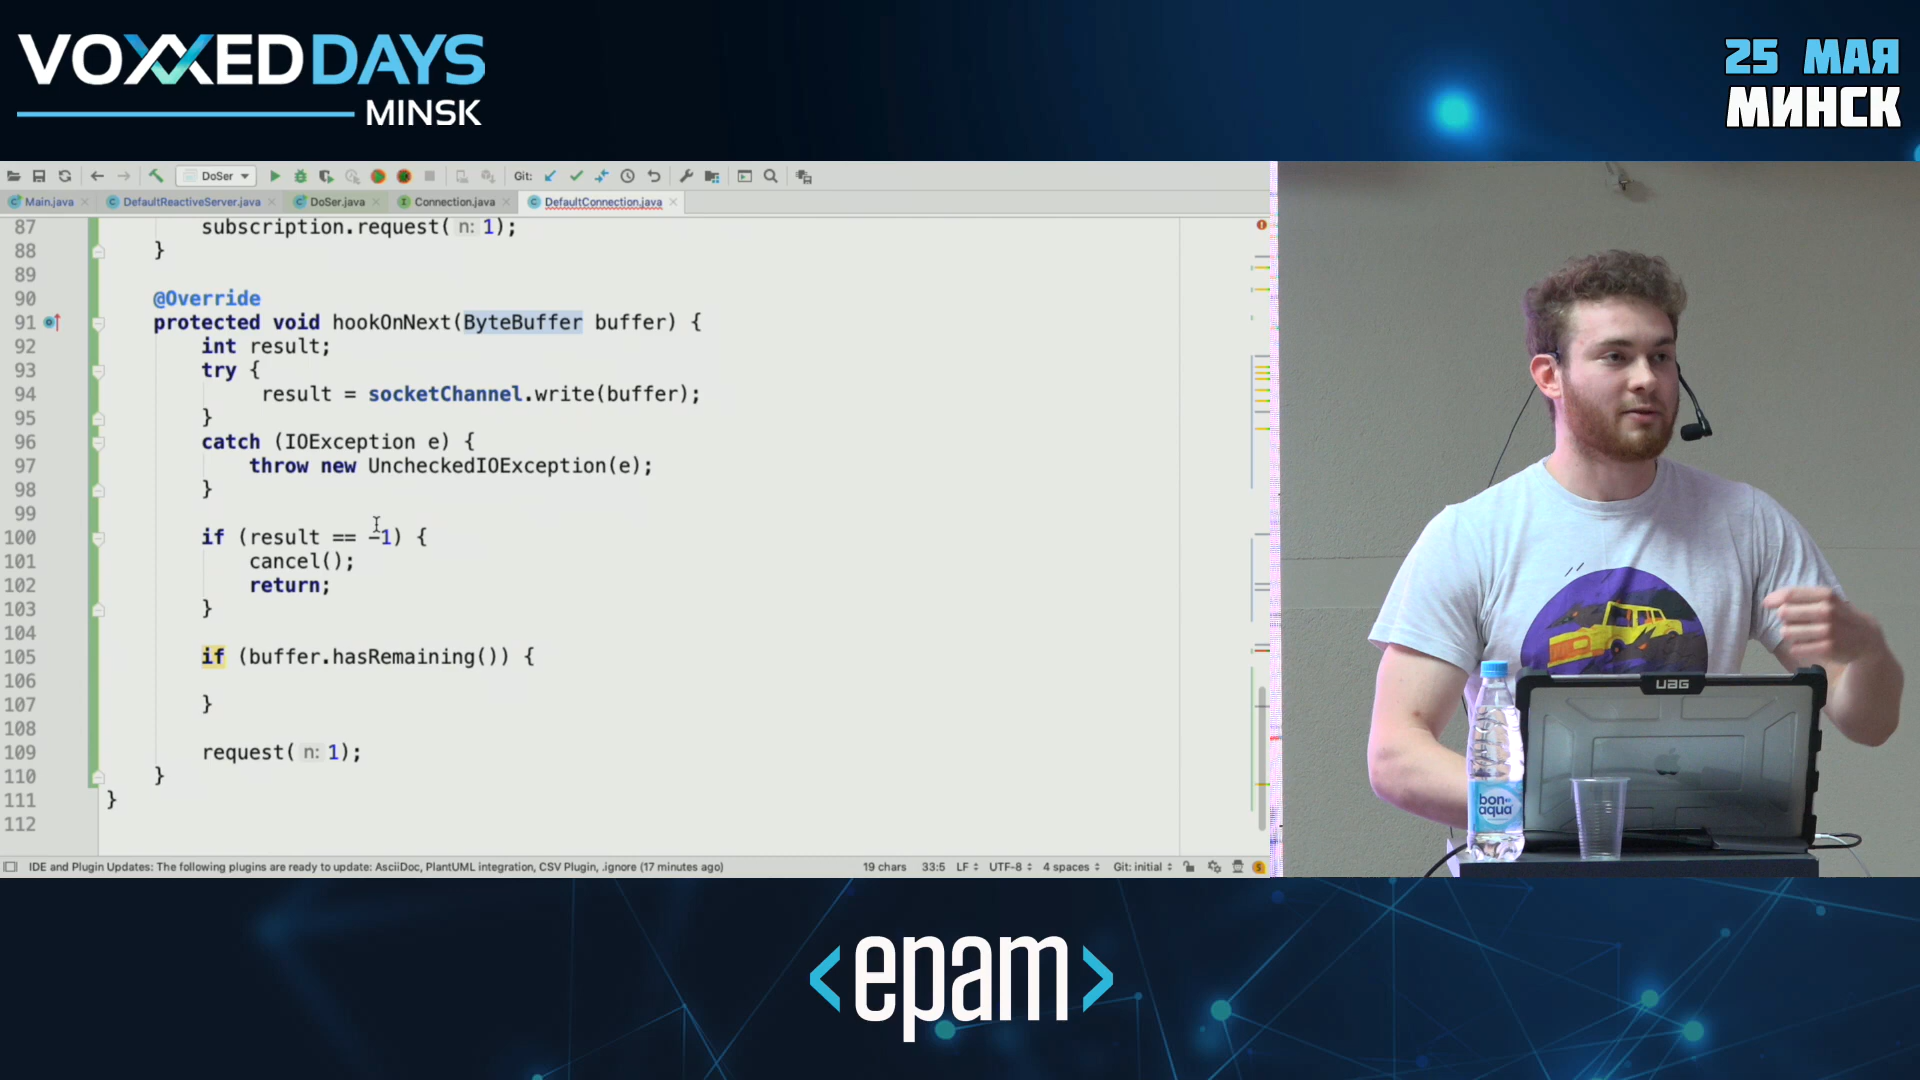 VOXXEDDAYS
MINSK
25 МАЯ
МИНСК
DoSer
Git:
Main.java
DefaultReactiveServer.java
DoSer.java
Connection.java
DefaultConnection.java
87 subscription.request( n: 1);
88 }
89
90 @Override
91 protected void hookOnNext(ByteBuffer buffer) {
92 int result;
93 try {
94 result = socketChannel.write(buffer);
95 }
96 catch (IOException e) {
97 throw new UncheckedIOException(e);
98 }
99
100 if (result == -1) {
101 cancel();
102 return;
103 }
104
105 if (buffer.hasRemaining()) {
106
107 }
108
109 request( n: 1);
110 }
111 }
112
IDE and Plugin Updates: The following plugins are ready to update: AsciiDoc, PlantUML integration, CSV Plugin, .ignore (17 minutes ago)
19 chars 33:5 LF UTF-8 4 spaces Git: initial
UAG
bon
aqua
<epam>